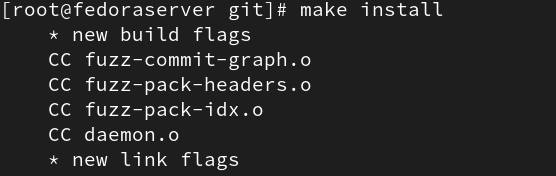 [root@fedoraserver git]# make install
* new build flags
CC fuzz-commit-graph.o
CC fuzz-pack-headers.o
CC fuzz-pack-idx.o
CC daemon.o
* new link flags